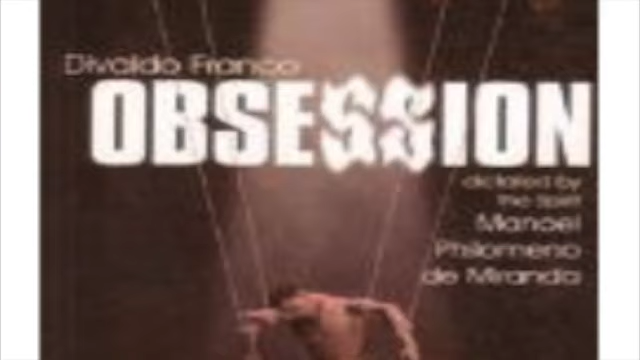 Divaldo Franco
OBSESSION
dictated by
the Spirit
Manoel
Philomeno
de Miranda